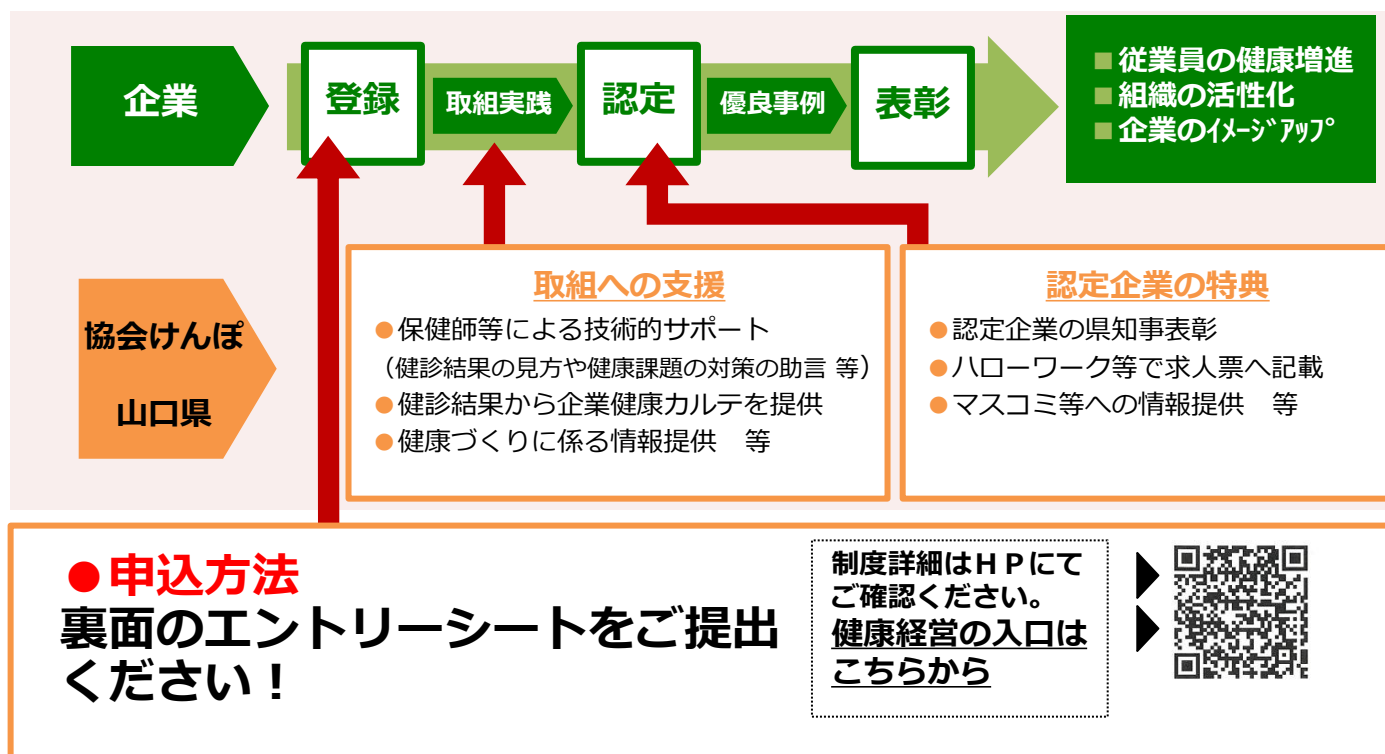 企業
登録
取組実践
認定
優良事例
表彰
■従業員の健康増進
■組織の活性化
■企業のｲﾒｰｼﾞｱｯﾌﾟ
協会けんぽ
山口県
取組への支援
●保健師等による技術的サポート
（健診結果の見方や健康課題の対策の助言 等）
●健診結果から企業健康カルテを提供
●健康づくりに係る情報提供　等
認定企業の特典
●認定企業の県知事表彰
●ハローワーク等で求人票へ記載
●マスコミ等への情報提供　等
●申込方法
裏面のエントリーシートをご提出
ください！
制度詳細はＨＰにて
ご確認ください。
健康経営の入口は
こちらから